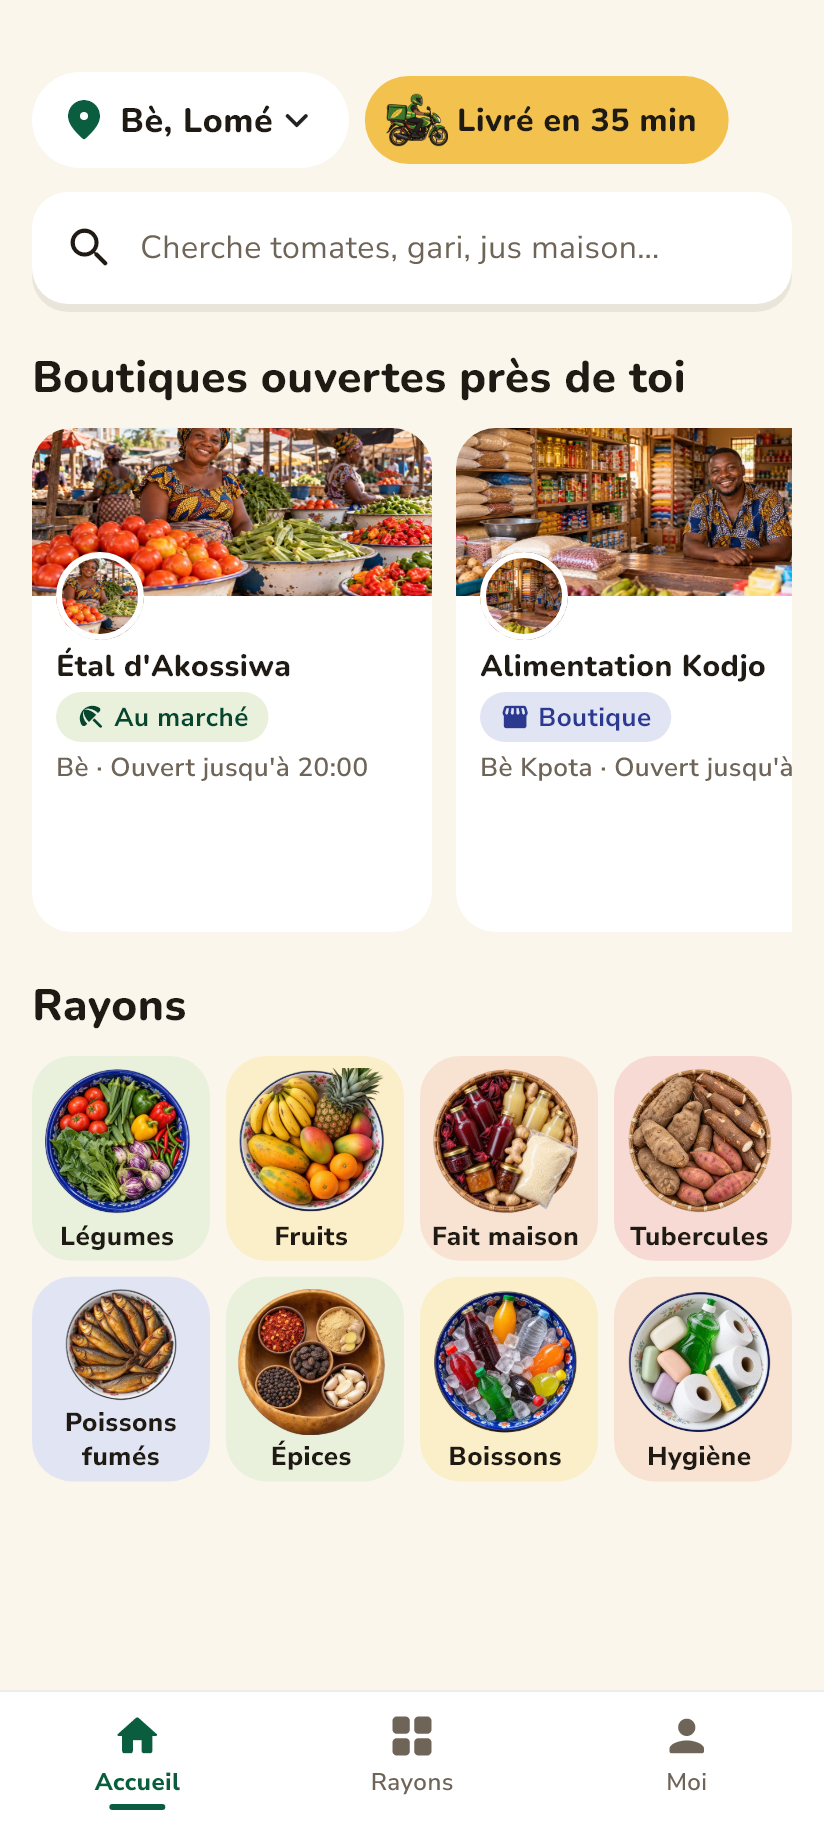 Bè, Lomé
Livré en 35 min
Cherche tomates, gari, jus maison...
Boutiques ouvertes près de toi
Étal d'Akossiwa
Au marché
Bè · Ouvert jusqu'à 20:00
Alimentation Kodjo
Boutique
Bè Kpota · Ouvert jusqu'à
Rayons
Légumes
Fruits
Fait maison
Tubercules
Poissons
fumés
Épices
Boissons
Hygiène
Accueil
Rayons
Moi